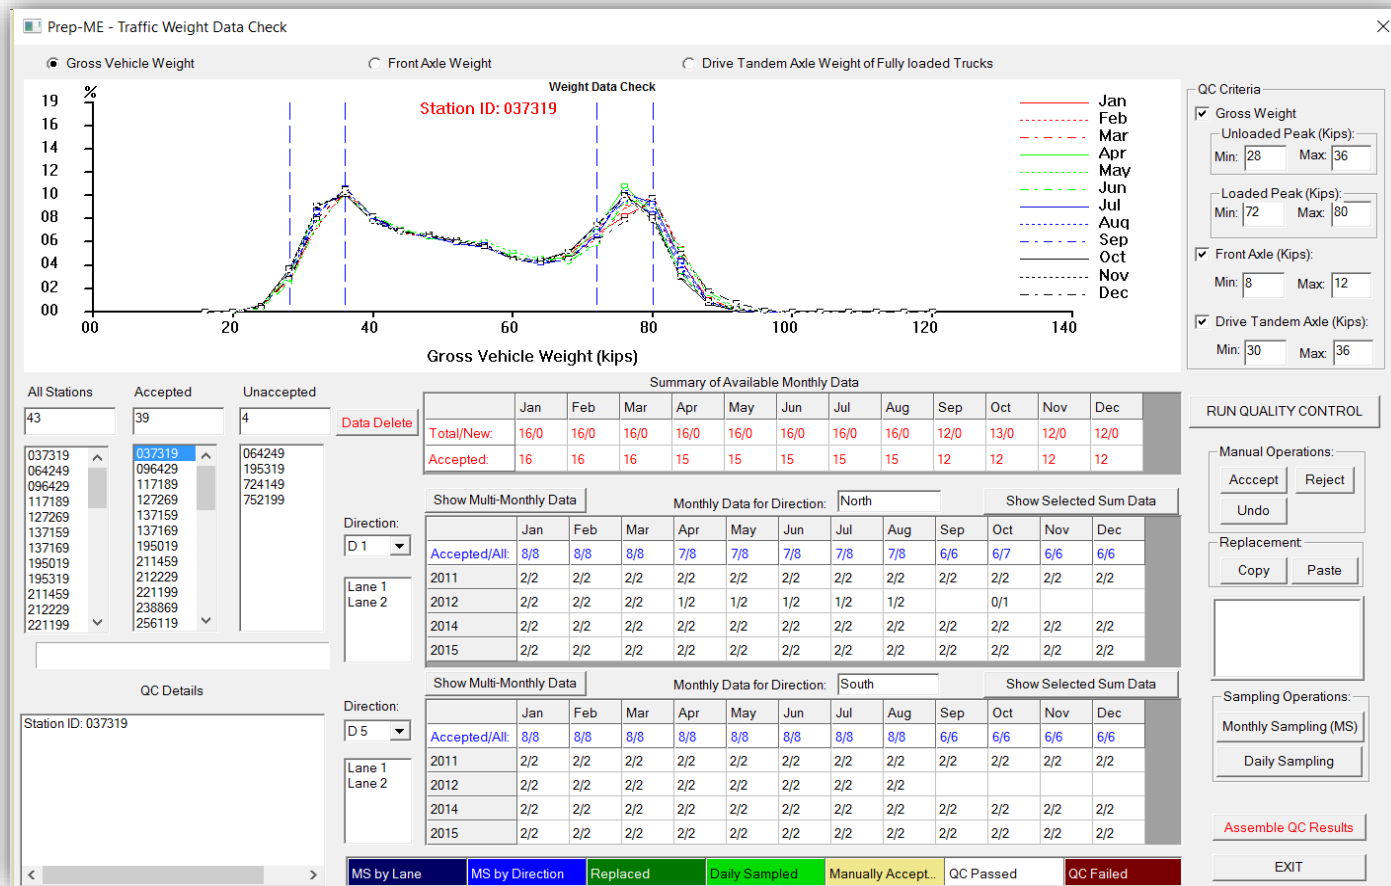 Prep-ME - Traffic Weight Data Check
Gross Vehicle Weight Front Axle Weight Drive Tandem Axle Weight of Fully loaded Trucks
Weight Data Check
Station ID: 037319
%
19
16
14
12
10
08
06
04
02
00
00 20 40 60 80 100 120 140
Gross Vehicle Weight (kips)
Jan
Feb
Mar
Apr
May
Jun
Jul
Aug
Sep
Oct
Nov
Dec
QC Criteria
Gross Weight
Unloaded Peak (Kips):
Min: 28 Max: 36
Loaded Peak (Kips):
Min: 72 Max: 80
Front Axle (Kips):
Min: 8 Max: 12
Drive Tandem Axle (Kips):
Min: 30 Max: 36
All Stations Accepted Unaccepted
43 39 4
Data Delete
037319
064249
096429
117189
127269
137159
137169
195019
195319
211459
212229
221199
037319
096429
117189
127269
137159
137169
195019
211459
212229
221199
238869
256119
064249
195319
724149
752199
QC Details
Station ID: 037319
Summary of Available Monthly Data
Jan Feb Mar Apr May Jun Jul Aug Sep Oct Nov Dec
Total/New: 16/0 16/0 16/0 16/0 16/0 16/0 16/0 16/0 12/0 13/0 12/0 12/0
Accepted: 16 16 16 15 15 15 15 15 12 12 12 12
Show Multi-Monthly Data Monthly Data for Direction: North Show Selected Sum Data
Direction:
D 1
Lane 1
Lane 2
Jan Feb Mar Apr May Jun Jul Aug Sep Oct Nov Dec
Accepted/All: 8/8 8/8 8/8 7/8 7/8 7/8 7/8 7/8 6/6 6/7 6/6 6/6
2011 2/2 2/2 2/2 2/2 2/2 2/2 2/2 2/2 2/2 2/2 2/2 2/2
2012 2/2 2/2 2/2 1/2 1/2 1/2 1/2 1/2 0/1
2014 2/2 2/2 2/2 2/2 2/2 2/2 2/2 2/2 2/2 2/2 2/2 2/2
2015 2/2 2/2 2/2 2/2 2/2 2/2 2/2 2/2 2/2 2/2 2/2 2/2
Show Multi-Monthly Data Monthly Data for Direction: South Show Selected Sum Data
Direction:
D 5
Lane 1
Lane 2
Jan Feb Mar Apr May Jun Jul Aug Sep Oct Nov Dec
Accepted/All: 8/8 8/8 8/8 8/8 8/8 8/8 8/8 8/8 6/6 6/6 6/6 6/6
2011 2/2 2/2 2/2 2/2 2/2 2/2 2/2 2/2 2/2 2/2 2/2 2/2
2012 2/2 2/2 2/2 2/2 2/2 2/2 2/2 2/2
2014 2/2 2/2 2/2 2/2 2/2 2/2 2/2 2/2 2/2 2/2 2/2 2/2
2015 2/2 2/2 2/2 2/2 2/2 2/2 2/2 2/2 2/2 2/2 2/2 2/2
MS by Lane MS by Direction Replaced Daily Sampled Manually Accept.. QC Passed QC Failed
RUN QUALITY CONTROL
Manual Operations:
Acccept Reject
Undo
Replacement
Copy Paste
Sampling Operations:
Monthly Sampling (MS)
Daily Sampling
Assemble QC Results
EXIT